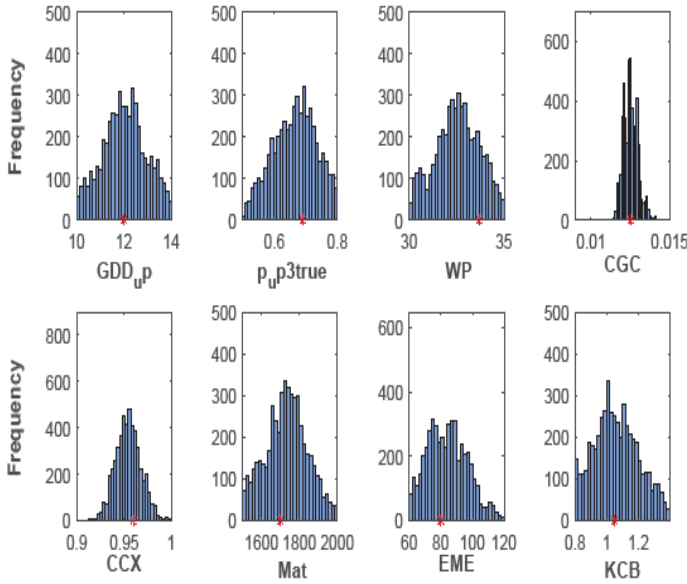 500 500 500
400 400 400 600
300 300 300 400
200 200 200
100 100 100 200
0 0 0 0
10 12 14 0.6 0.8 30 35 0.01 0.015
Frequency
GDD_up p_up3true WP CGC
500 500
800 400 600 400
600 300 400 300
400 200 200
200 100 200 100
0 0 0 0
0.9 0.95 1 1600 1800 2000 60 80 100 120 0.8 1 1.2
Frequency
CCX Mat EME KCB